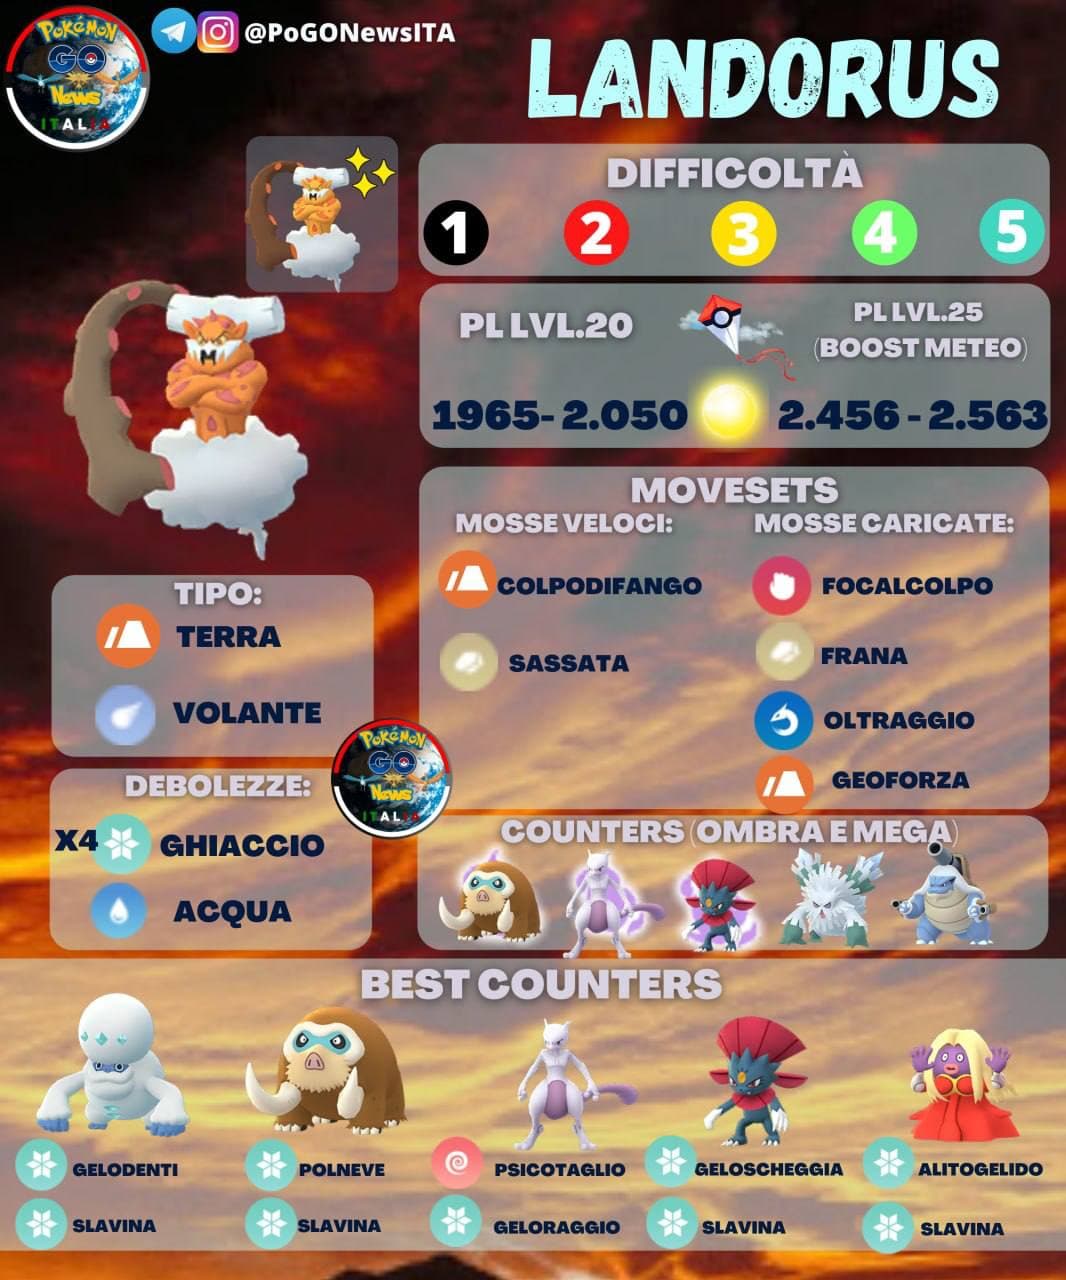 POKÉMON
GO
News
ITALIA
@PoGONewsITA
LANDORUS
DIFFICOLTÀ
1 2 3 4 5
PL LVL.20
PL LVL.25
(BOOST METEO)
1965- 2.050
2.456 - 2.563
MOVESETS
MOSSE VELOCI:
MOSSE CARICATE:
COLPODIFANGO
FOCALCOLPO
SASSATA
FRANA
OLTRAGGIO
GEOFORZA
TIPO:
TERRA
VOLANTE
POKÉMON
GO
News
ITALIA
DEBOLEZZE:
X4 GHIACCIO
ACQUA
COUNTERS (OMBRA E MEGA)
BEST COUNTERS
GELODENTI
POLNEVE
PSICOTAGLIO
GELOSCHEGGIA
ALITOGELIDO
SLAVINA
SLAVINA
GELORAGGIO
SLAVINA
SLAVINA